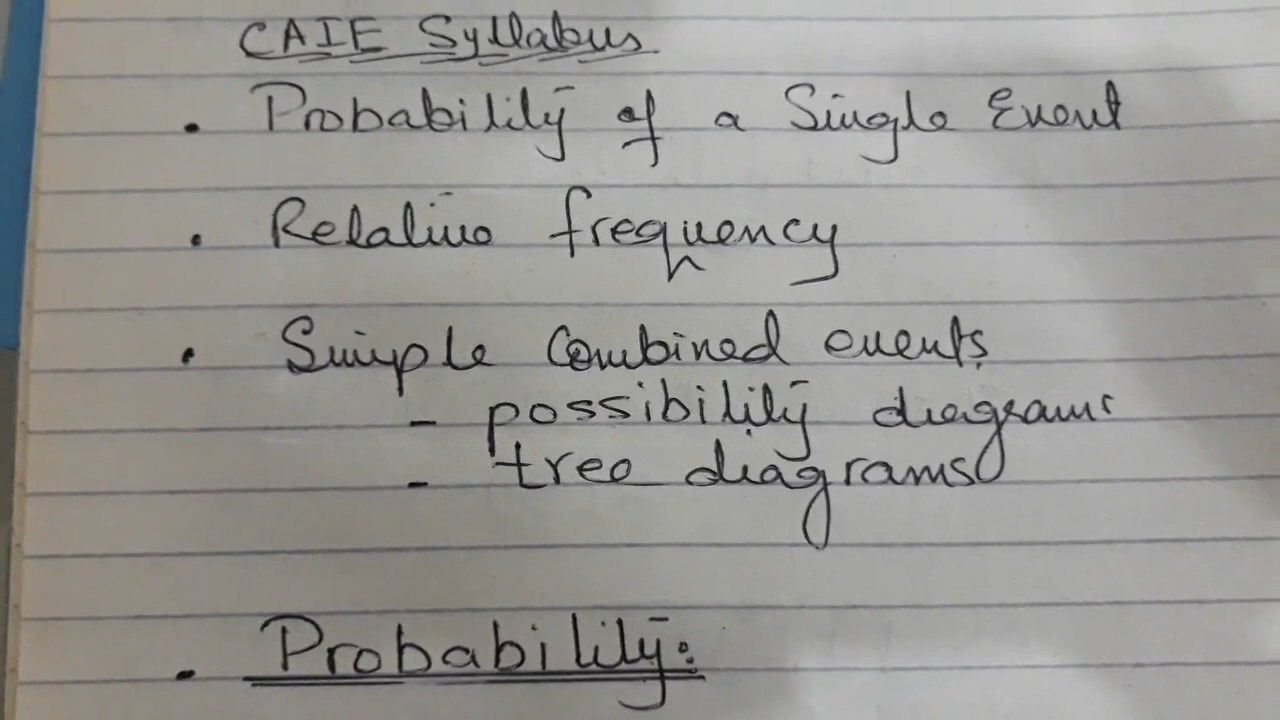 CAIE Syllabus
. Probability of a Single Event
. Relative frequency
. Simple Combined events
- possibility diagrams
- tree diagrams
. Probability: